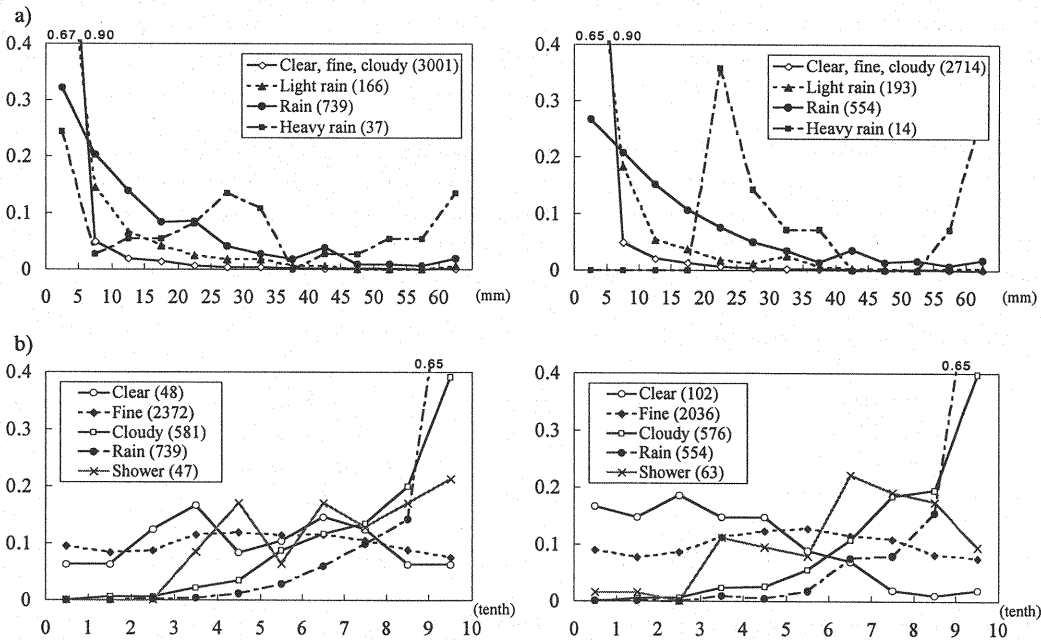 a)
0.67 0.90
0.4
0.3
0.2
0.1
0
Clear, fine, cloudy (3001)
Light rain (166)
Rain (739)
Heavy rain (37)
0 5 10 15 20 25 30 35 40 45 50 55 60 (mm)
0.65 0.90
0.4
0.3
0.2
0.1
0
Clear, fine, cloudy (2714)
Light rain (193)
Rain (554)
Heavy rain (14)
0 5 10 15 20 25 30 35 40 45 50 55 60 (mm)
b)
0.65
0.4
0.3
0.2
0.1
0
Clear (48)
Fine (2372)
Cloudy (581)
Rain (739)
Shower (47)
(tenth)
0 1 2 3 4 5 6 7 8 9 10
0.65
0.4
0.3
0.2
0.1
0
Clear (102)
Fine (2036)
Cloudy (576)
Rain (554)
Shower (63)
(tenth)
0 1 2 3 4 5 6 7 8 9 10